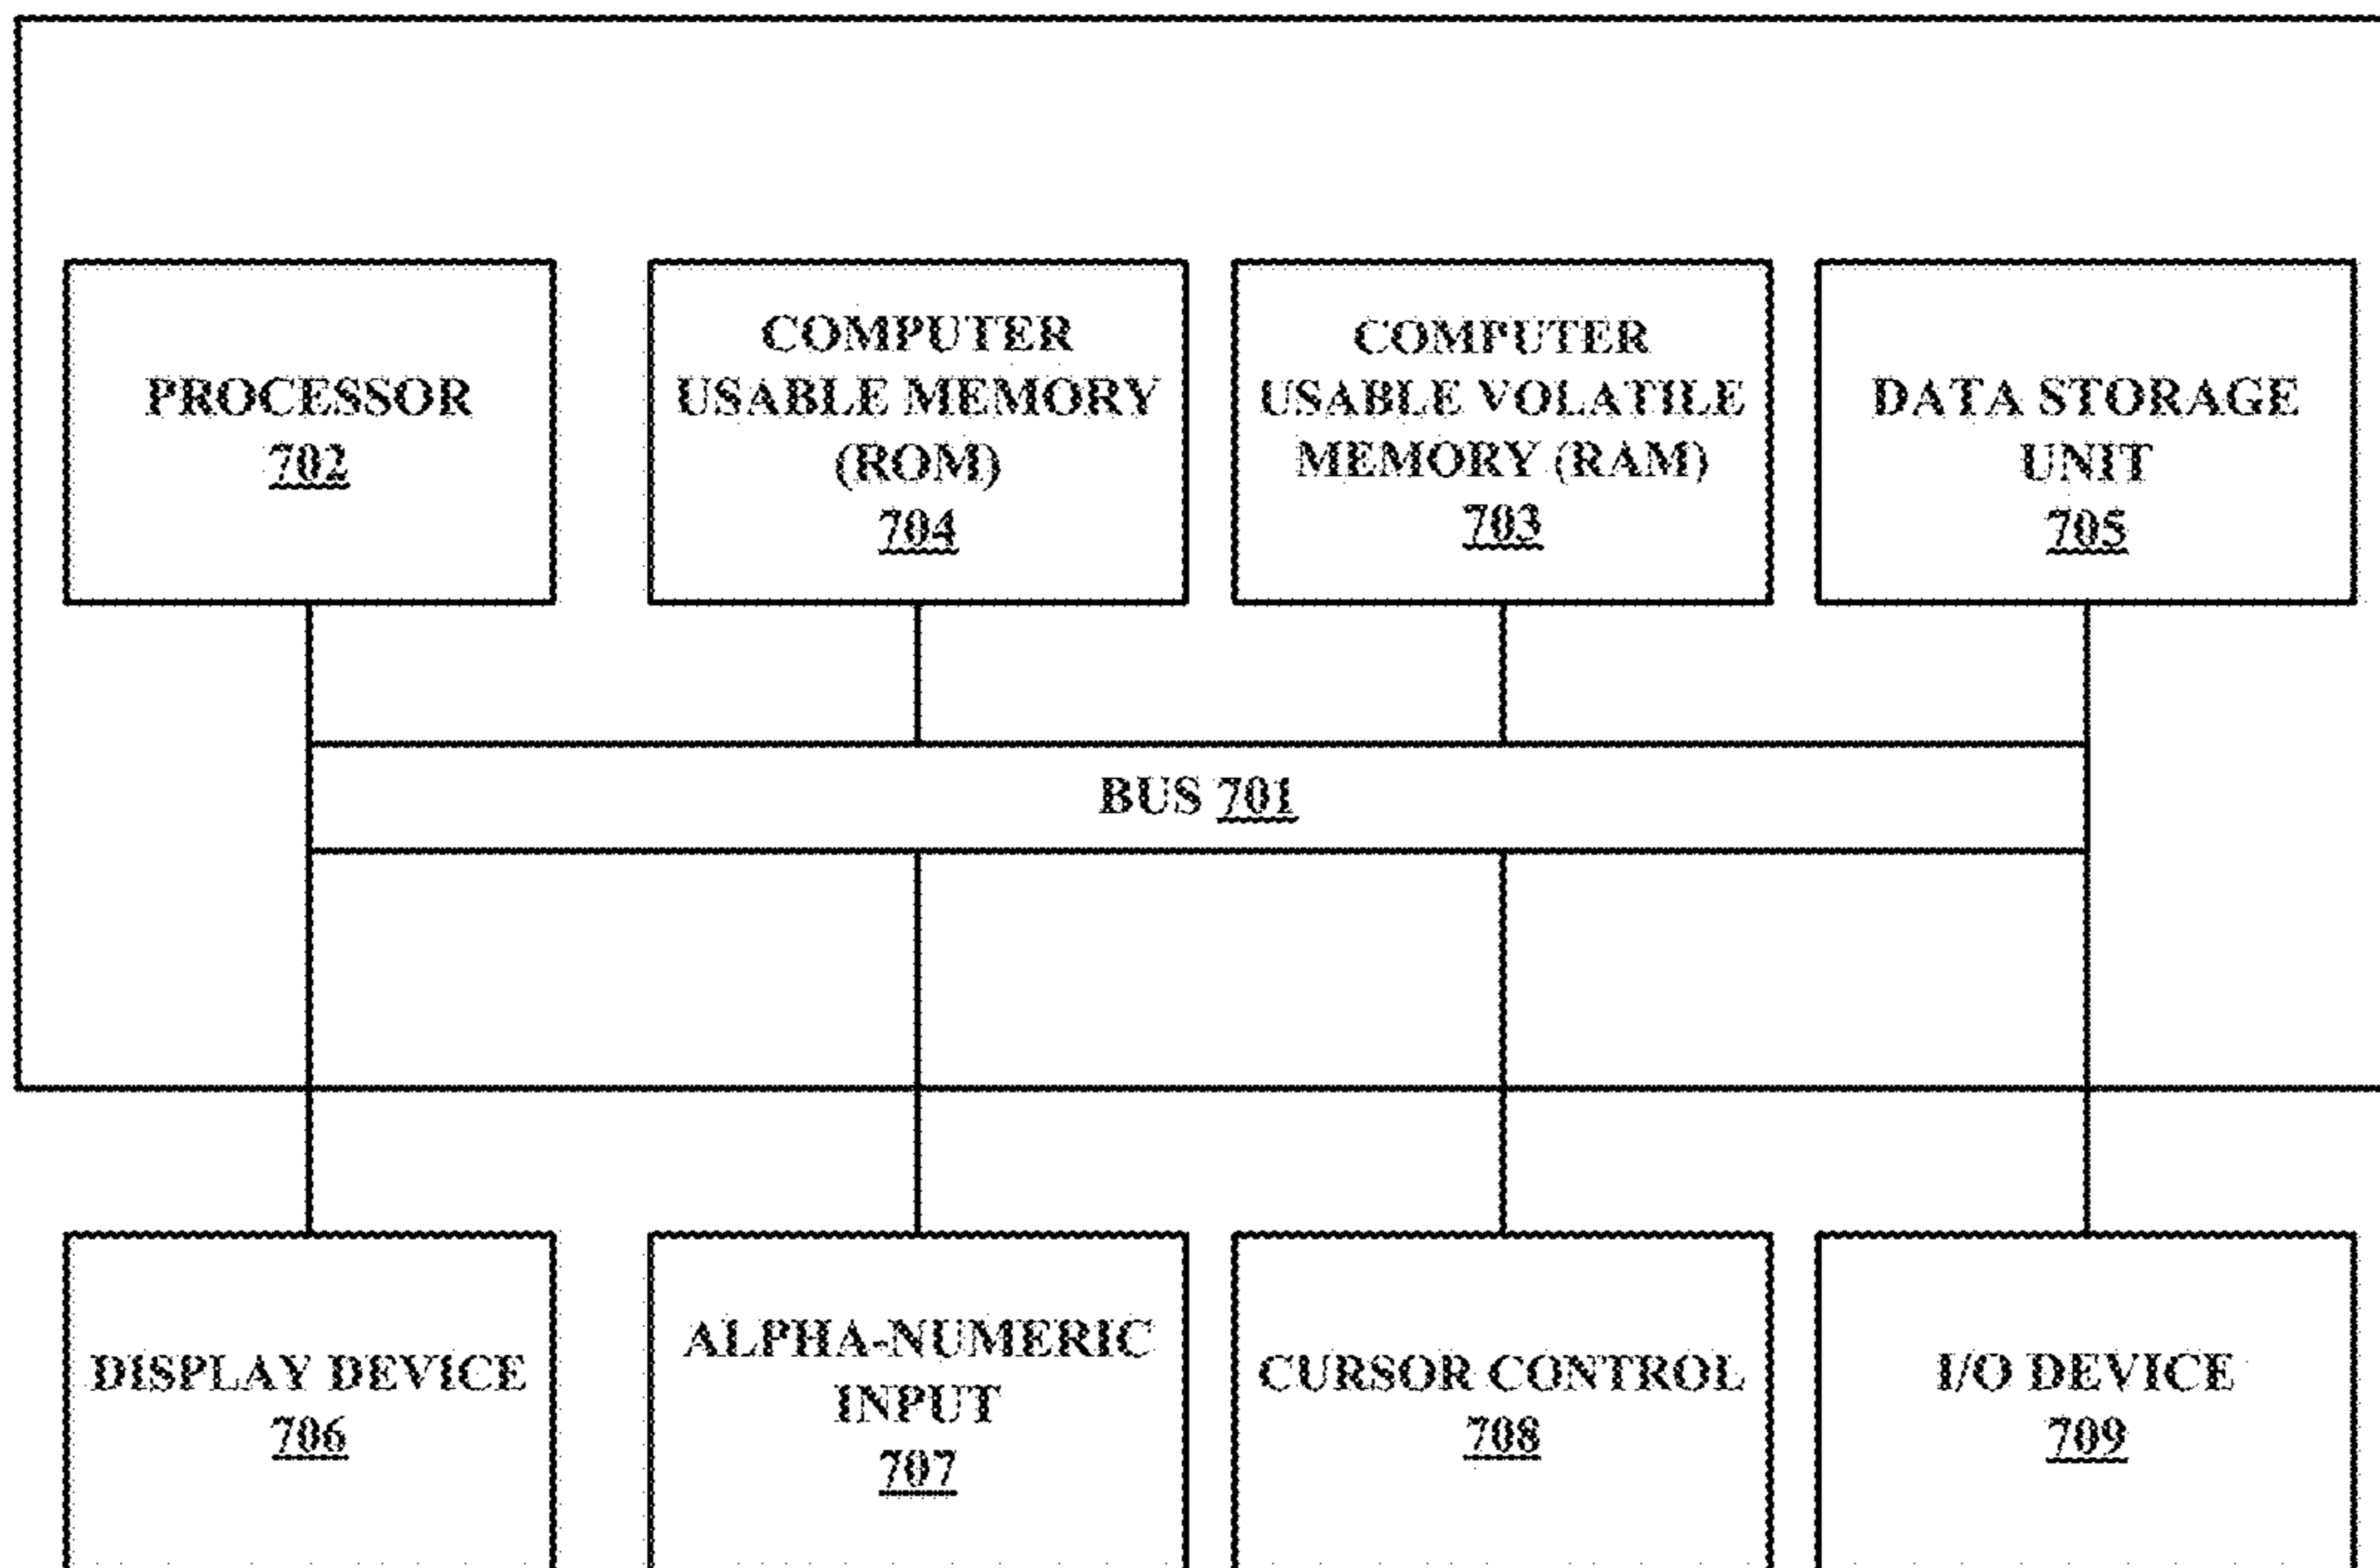 PROCESSOR
702
COMPUTER
USABLE MEMORY
(ROM)
704
COMPUTER
USABLE VOLATILE
MEMORY (RAM)
703
DATA STORAGE
UNIT
705
BUS 701
DISPLAY DEVICE
706
ALPHA-NUMERIC
INPUT
707
CURSOR CONTROL
708
I/O DEVICE
709